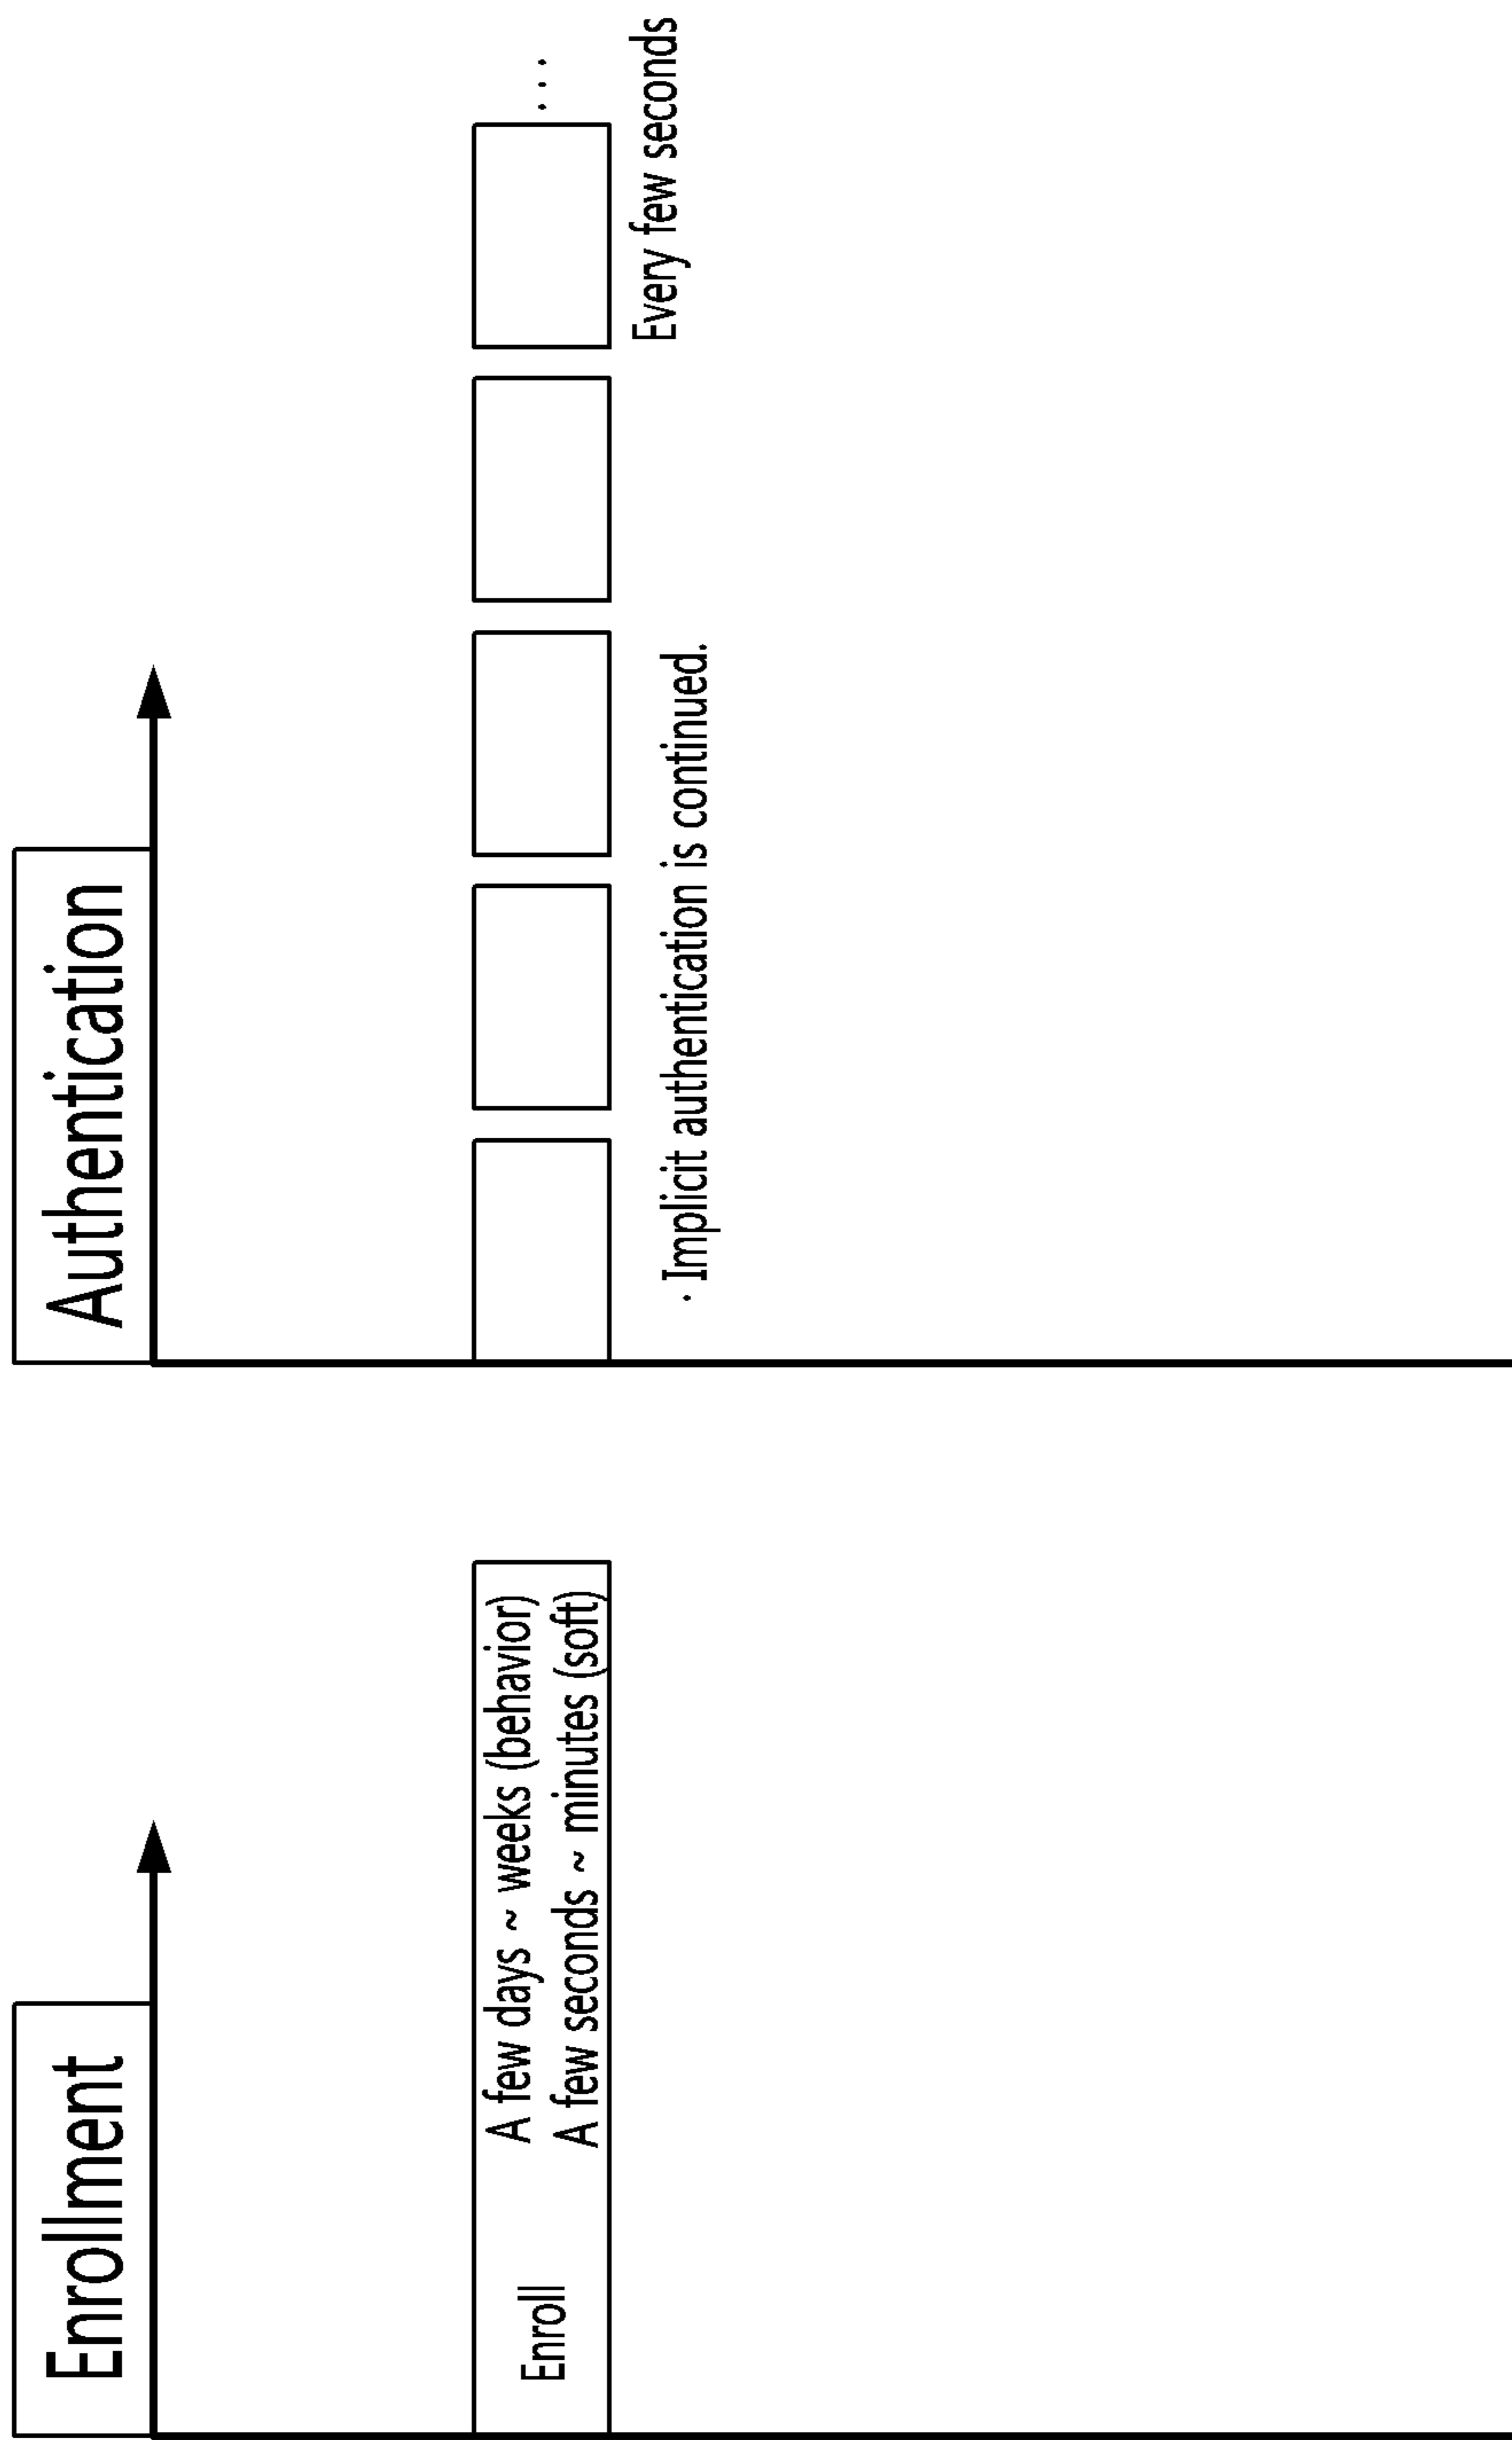 Enrollment
Authentication
Enroll
A few days ~ weeks (behavior)
A few seconds ~ minutes (soft)
...
Every few seconds
· Implicit authentication is continued.